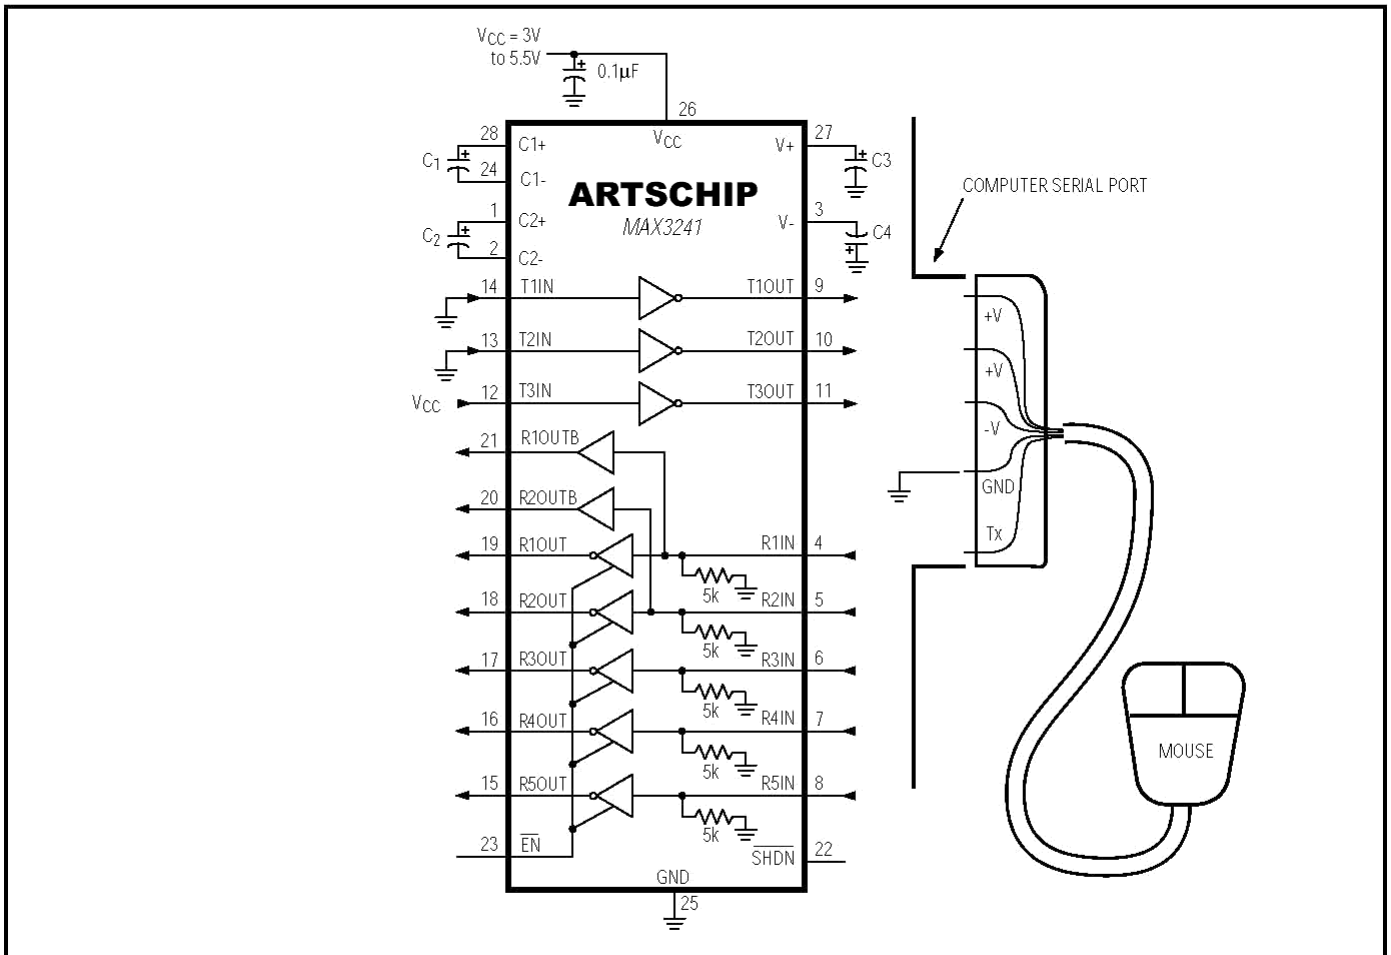 VCC = 3V
to 5.5V
0.1µF
26
28
C1+
VCC
V+
27
C1
C3
24
C1-
ARTSCHIP
MAX3241
COMPUTER SERIAL PORT
1
C2+
V-
3
C2
C4
2
C2-
14
T1IN
T1OUT
9
+V
13
T2IN
T2OUT
10
+V
VCC
12
T3IN
T3OUT
11
-V
21
R1OUTB
GND
20
R2OUTB
Tx
19
R1OUT
R1IN
4
5k
18
R2OUT
R2IN
5
5k
17
R3OUT
R3IN
6
5k
16
R4OUT
R4IN
7
5k
MOUSE
15
R5OUT
R5IN
8
5k
23
EN
SHDN
22
GND
25